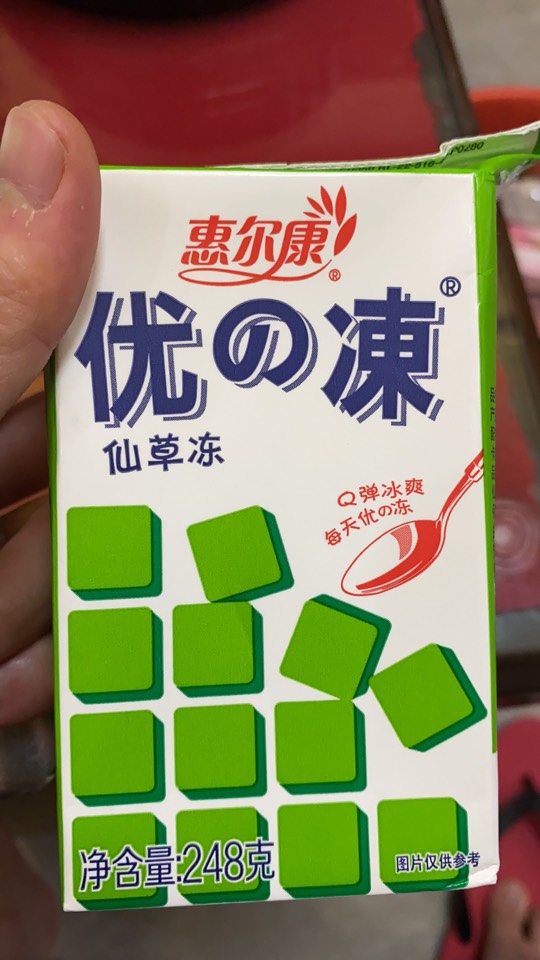 P0280
惠尔康®
优の凍®
仙草冻
Q弹冰爽
每天优の冻
净含量:248克
图片仅供参考